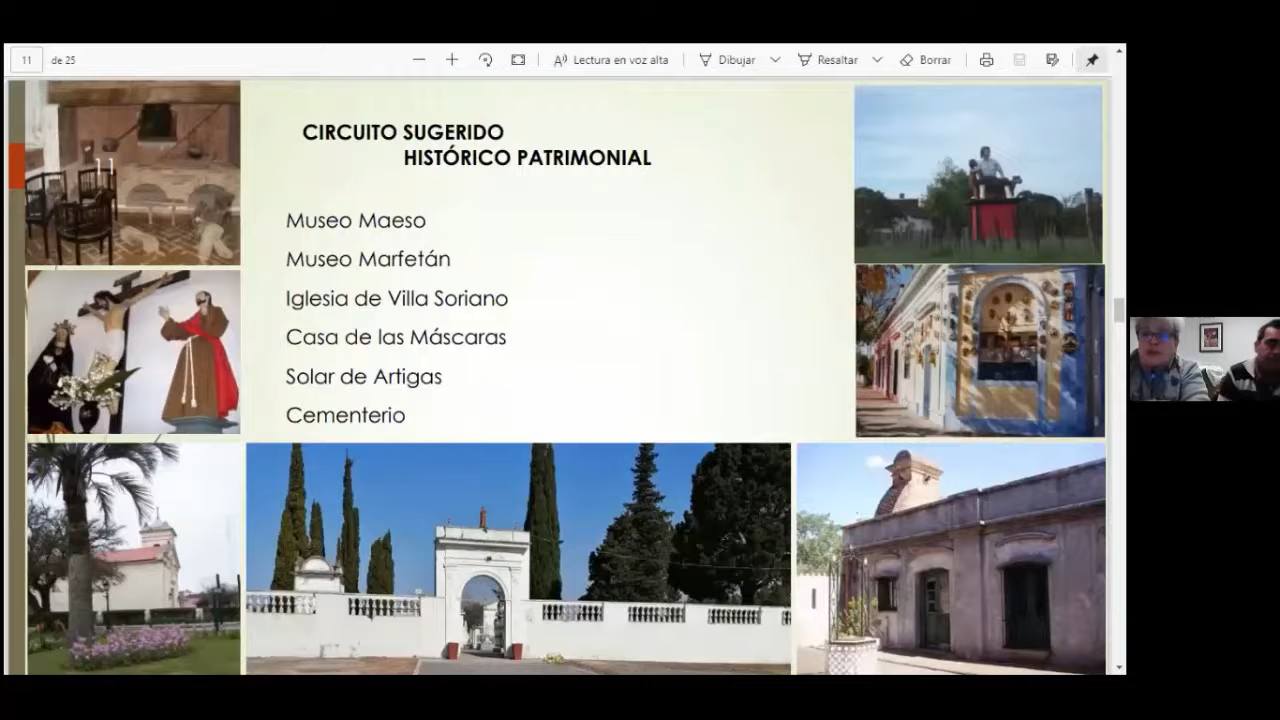 11 de 25 Lectura en voz alta Dibujar Resaltar Borrar
11
CIRCUITO SUGERIDO
HISTÓRICO PATRIMONIAL
Museo Maeso
Museo Marfetán
Iglesia de Villa Soriano
Casa de las Máscaras
Solar de Artigas
Cementerio